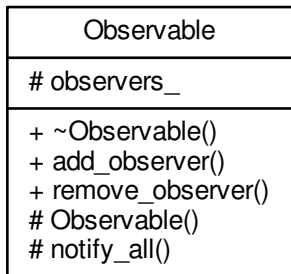 Observable
# observers_
+ ~Observable()
+ add_observer()
+ remove_observer()
# Observable()
# notify_all()